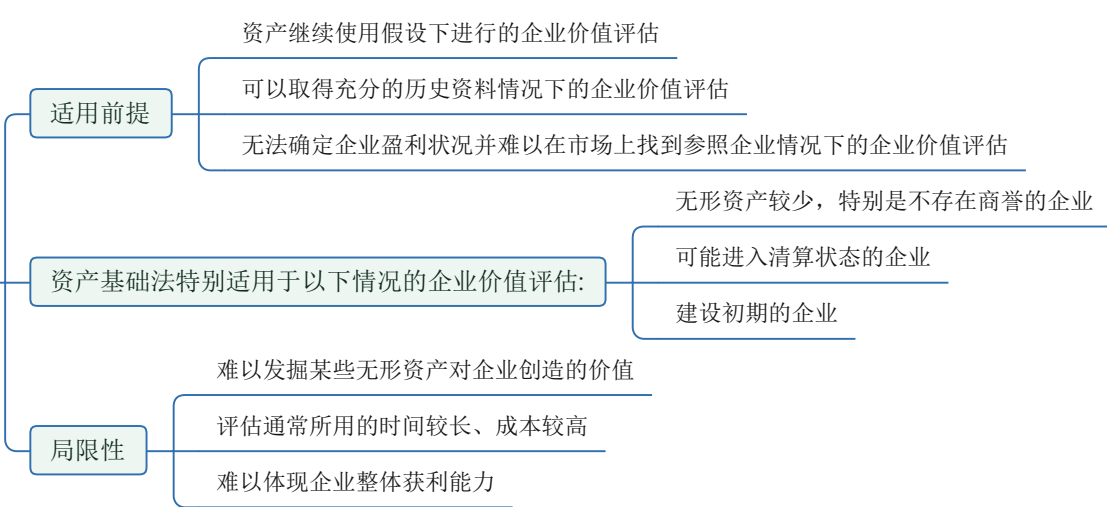 适用前提
资产继续使用假设下进行的企业价值评估
可以取得充分的历史资料情况下的企业价值评估
无法确定企业盈利状况并难以在市场上找到参照企业情况下的企业价值评估
资产基础法特别适用于以下情况的企业价值评估:
无形资产较少，特别是不存在商誉的企业
可能进入清算状态的企业
建设初期的企业
局限性
难以发掘某些无形资产对企业创造的价值
评估通常所用的时间较长、成本较高
难以体现企业整体获利能力